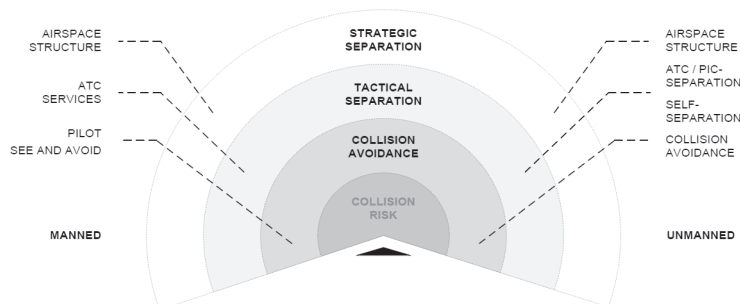 STRATEGIC
SEPARATION
AIRSPACE
STRUCTURE
AIRSPACE
STRUCTURE
ATC
SERVICES
TACTICAL
SEPARATION
ATC / PIC-
SEPARATION
SELF-
SEPARATION
PILOT
SEE AND AVOID
COLLISION
AVOIDANCE
COLLISION
AVOIDANCE
COLLISION
RISK
MANNED
UNMANNED